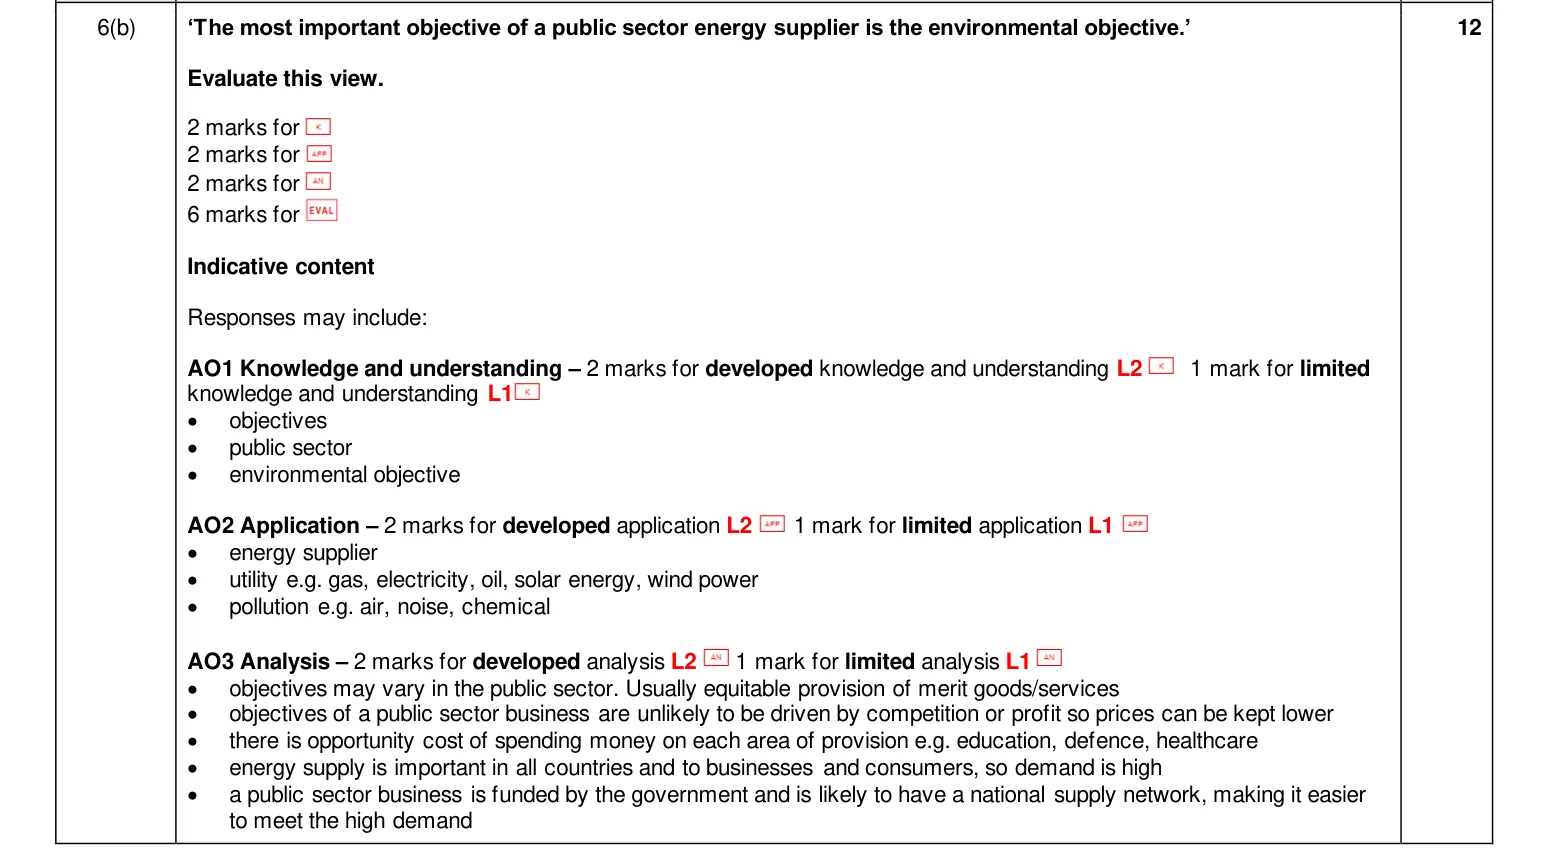 6(b) ‘The most important objective of a public sector energy supplier is the environmental objective.’ 12
Evaluate this view.
2 marks for K
2 marks for APP
2 marks for AN
6 marks for EVAL
Indicative content
Responses may include:
AO1 Knowledge and understanding – 2 marks for developed knowledge and understanding L2 K 1 mark for limited
knowledge and understanding L1 K
• objectives
• public sector
• environmental objective
AO2 Application – 2 marks for developed application L2 APP 1 mark for limited application L1 APP
• energy supplier
• utility e.g. gas, electricity, oil, solar energy, wind power
• pollution e.g. air, noise, chemical
AO3 Analysis – 2 marks for developed analysis L2 AN 1 mark for limited analysis L1 AN
• objectives may vary in the public sector. Usually equitable provision of merit goods/services
• objectives of a public sector business are unlikely to be driven by competition or profit so prices can be kept lower
• there is opportunity cost of spending money on each area of provision e.g. education, defence, healthcare
• energy supply is important in all countries and to businesses and consumers, so demand is high
• a public sector business is funded by the government and is likely to have a national supply network, making it easier
to meet the high demand